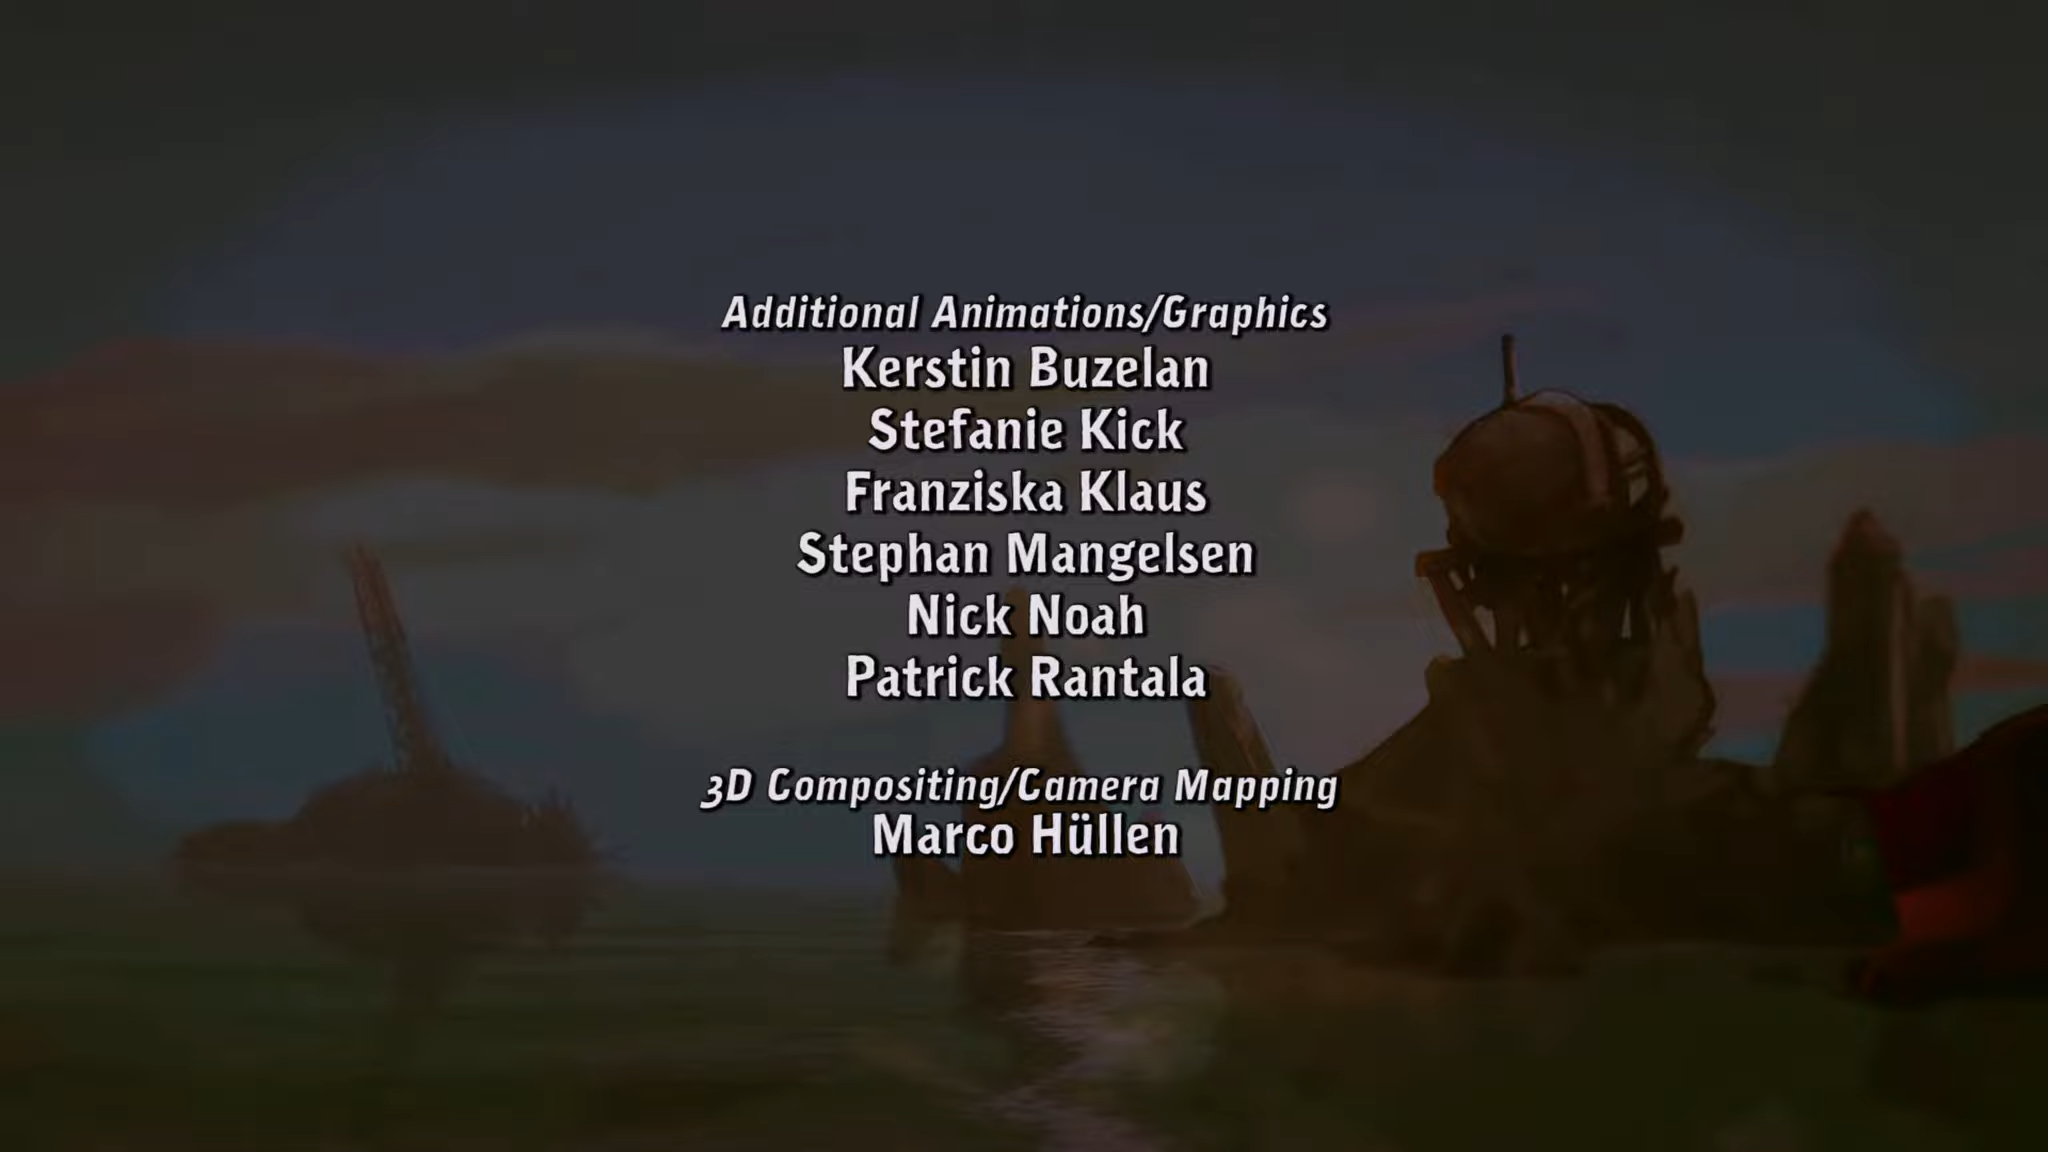 Additional Animations/Graphics
Kerstin Buzelan
Stefanie Kick
Franziska Klaus
Stephan Mangelsen
Nick Noah
Patrick Rantala
3D Compositing/Camera Mapping
Marco Hüllen